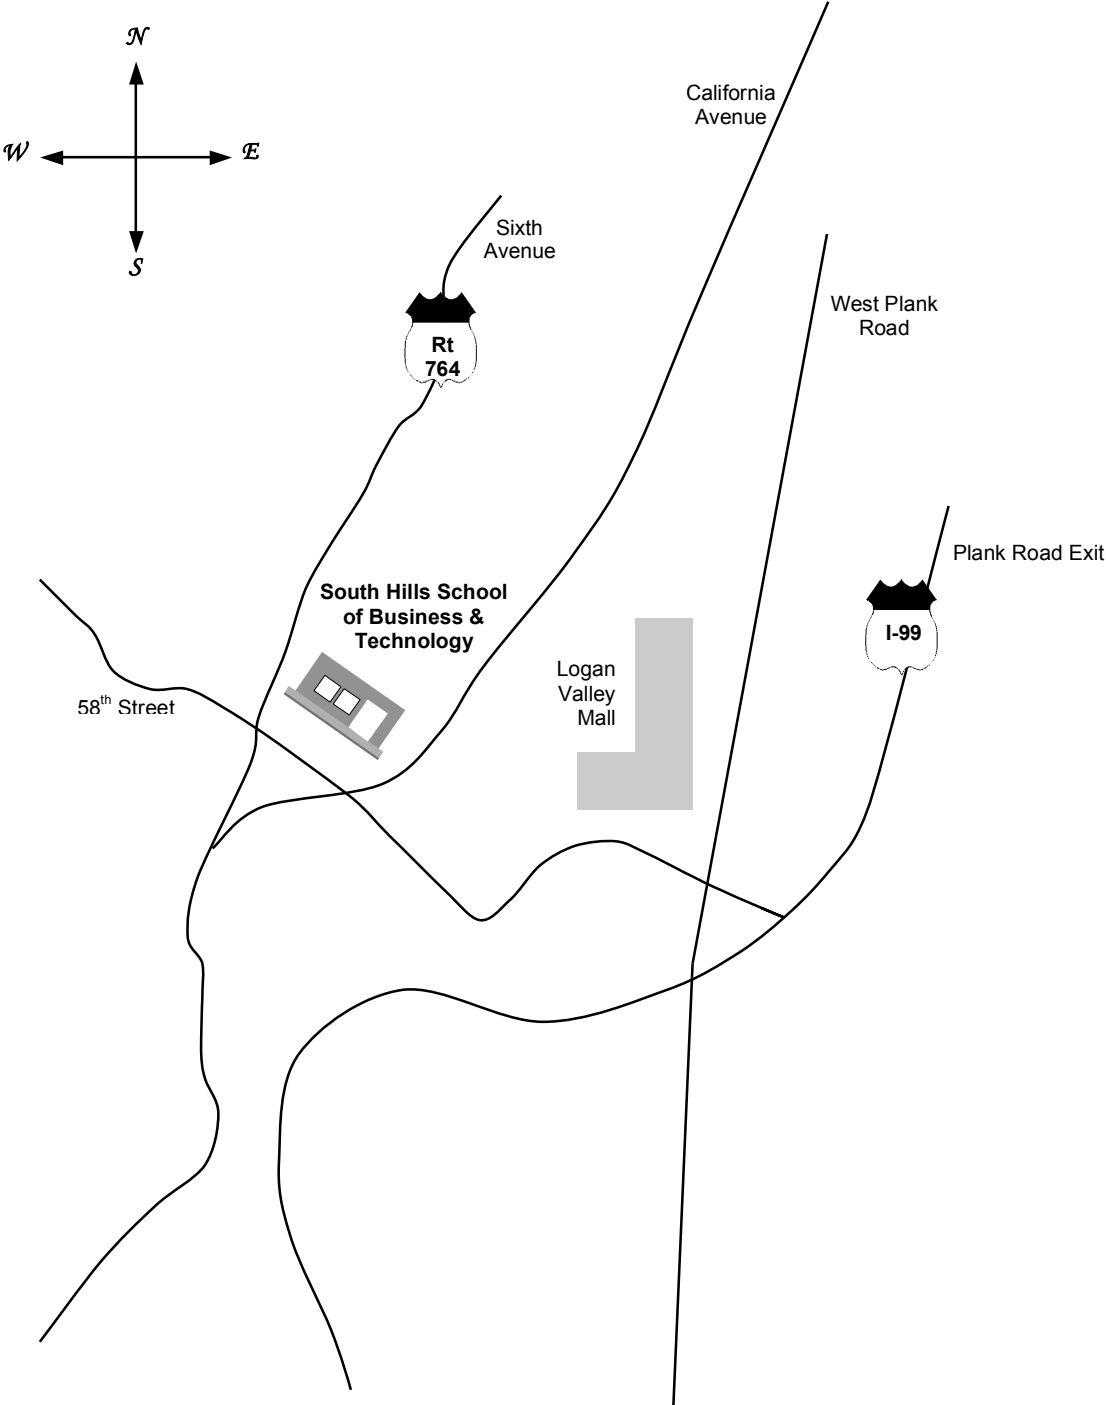 N
W
E
S
California
Avenue
Sixth
Avenue
West Plank
Road
Rt
764
Plank Road Exit
I-99
South Hills School
of Business &
Technology
Logan
Valley
Mall
58th Street